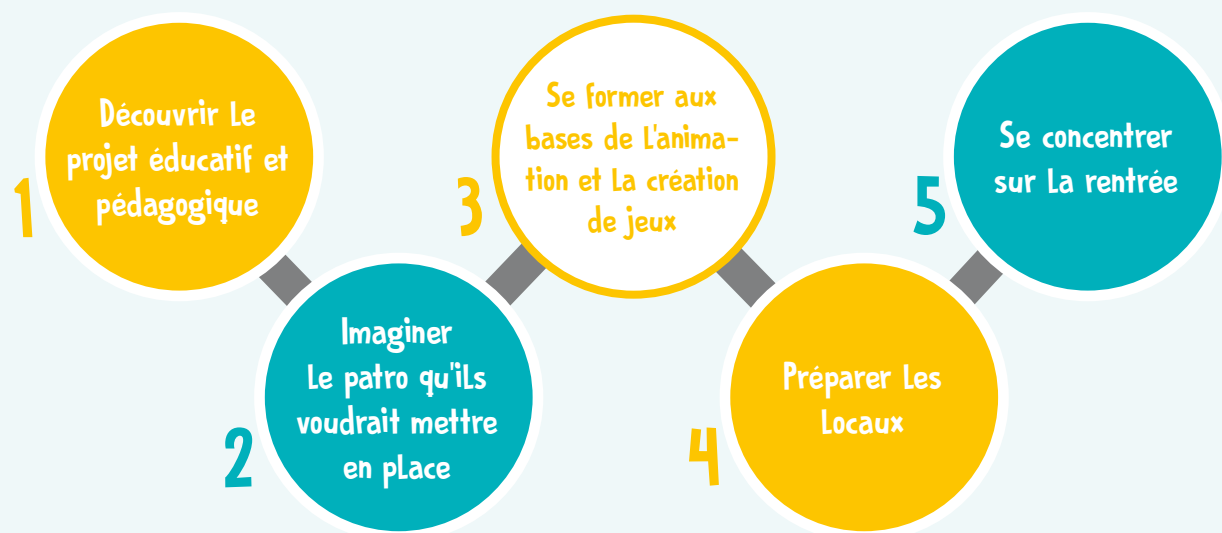 1
Découvrir le
projet éducatif et
pédagogique
2
Imaginer
le patro qu'ils
voudrait mettre
en place
3
Se former aux
bases de l'anima-
tion et la création
de jeux
4
Préparer les
locaux
5
Se concentrer
sur la rentrée